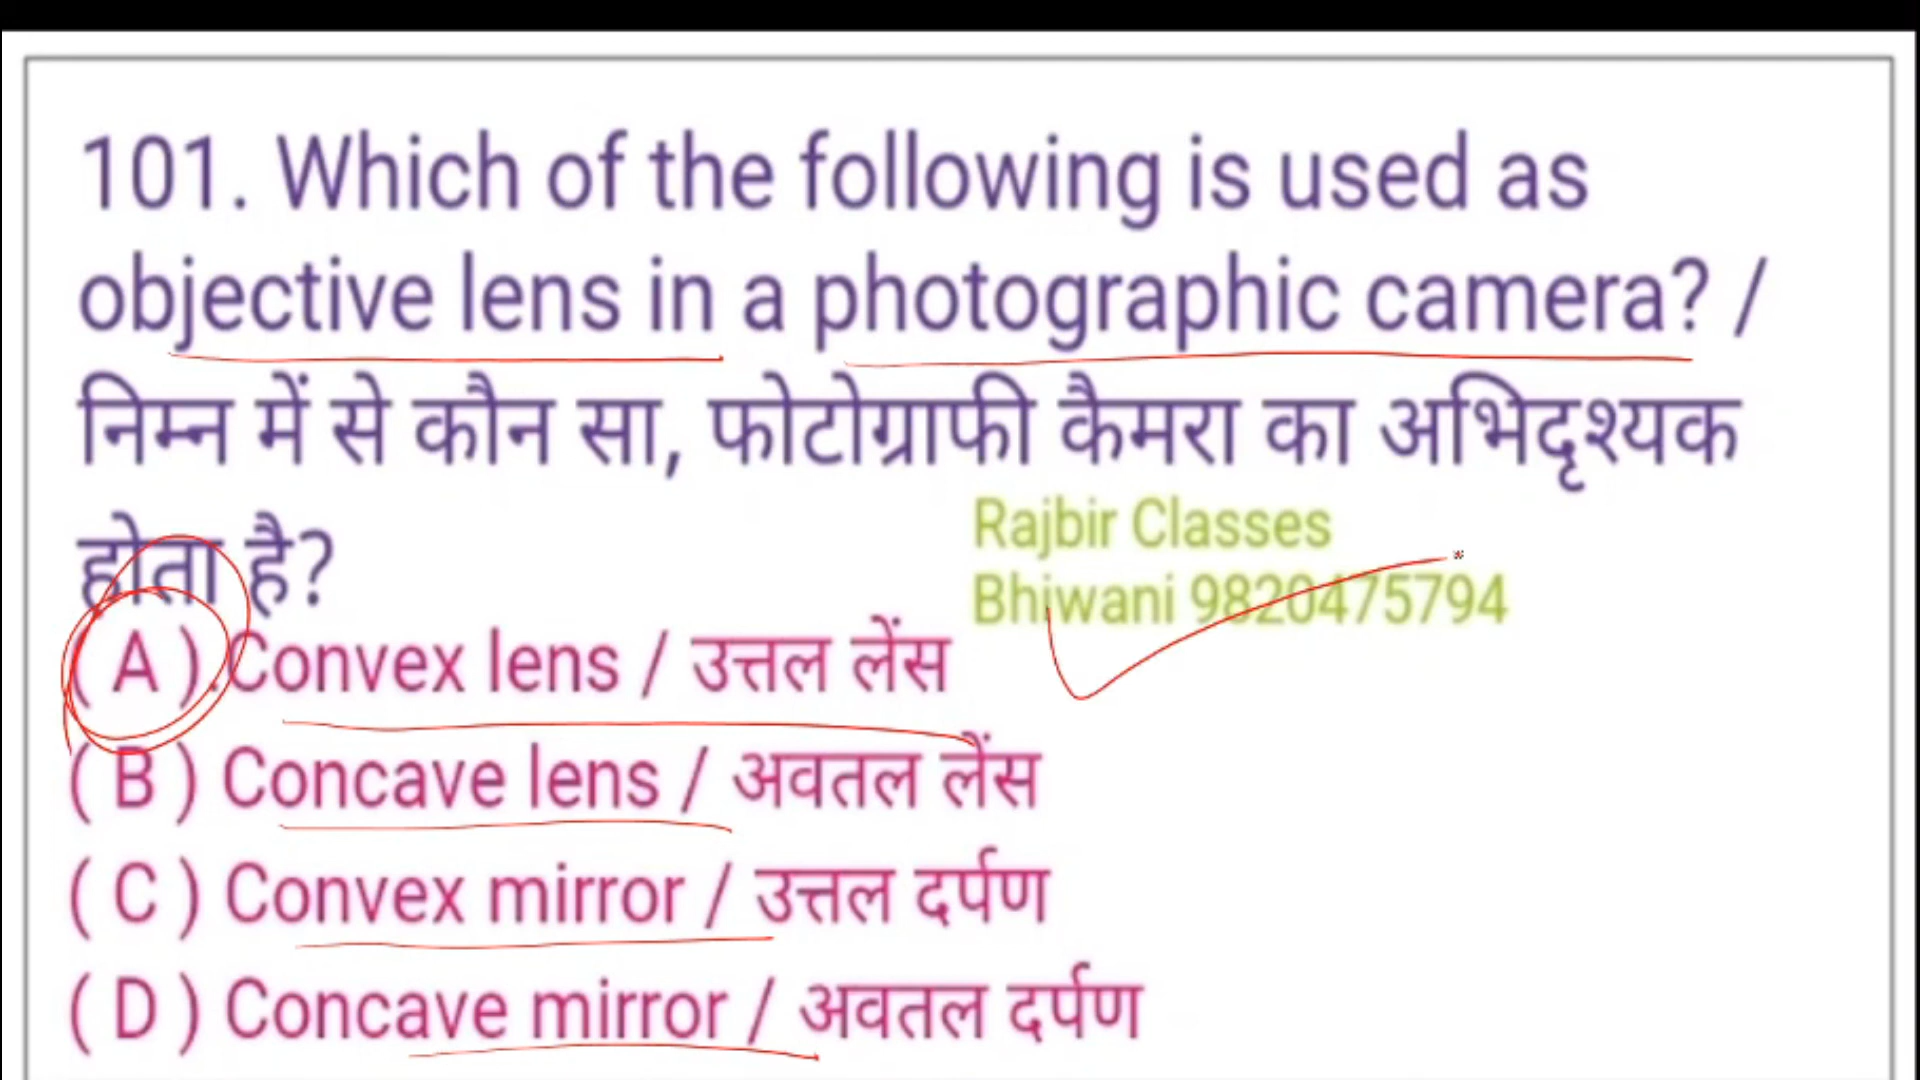 101. Which of the following is used as
objective lens in a photographic camera? /
निम्न में से कौन सा, फोटोग्राफी कैमरा का अभिदृश्यक
होता है?
Rajbir Classes
Bhiwani 9820475794
( A ).Convex lens / उत्तल लेंस
( B ) Concave lens / अवतल लेंस
( C ) Convex mirror / उत्तल दर्पण
( D ) Concave mirror / अवतल दर्पण